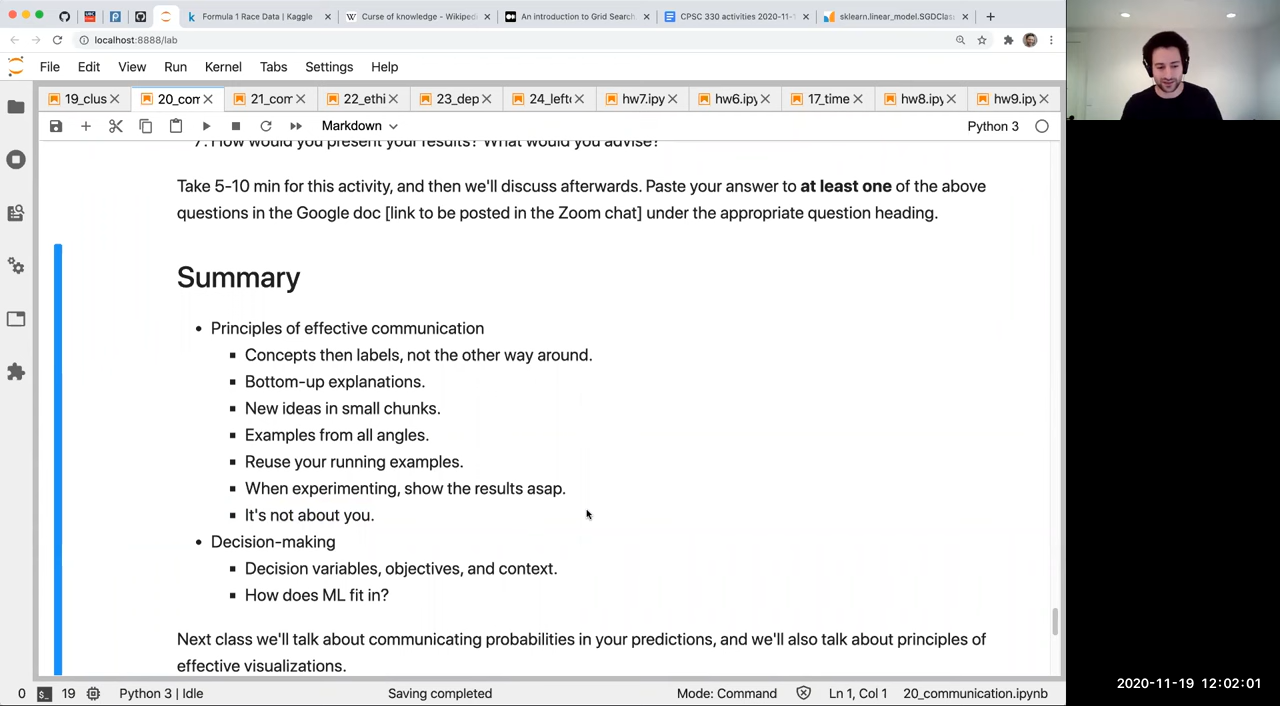 Formula 1 Race Data | Kaggle
Curse of knowledge - Wikiped
An introduction to Grid Search
CPSC 330 activities 2020-11-1
sklearn.linear_model.SGDClas
localhost:8888/lab
File Edit View Run Kernel Tabs Settings Help
19_clus
20_com
21_com
22_ethi
23_dep
24_lefto
hw7.ipy
hw6.ipy
17_time
hw8.ipy
hw9.ipy
Markdown
Python 3
7. How would you present your results? What would you advise?
Take 5-10 min for this activity, and then we'll discuss afterwards. Paste your answer to at least one of the above
questions in the Google doc [link to be posted in the Zoom chat] under the appropriate question heading.
Summary
• Principles of effective communication
▪ Concepts then labels, not the other way around.
▪ Bottom-up explanations.
▪ New ideas in small chunks.
▪ Examples from all angles.
▪ Reuse your running examples.
▪ When experimenting, show the results asap.
▪ It's not about you.
• Decision-making
▪ Decision variables, objectives, and context.
▪ How does ML fit in?
Next class we'll talk about communicating probabilities in your predictions, and we'll also talk about principles of
effective visualizations.
0 19 Python 3 | Idle Saving completed Mode: Command Ln 1, Col 1 20_communication.ipynb
2020-11-19 12:02:01